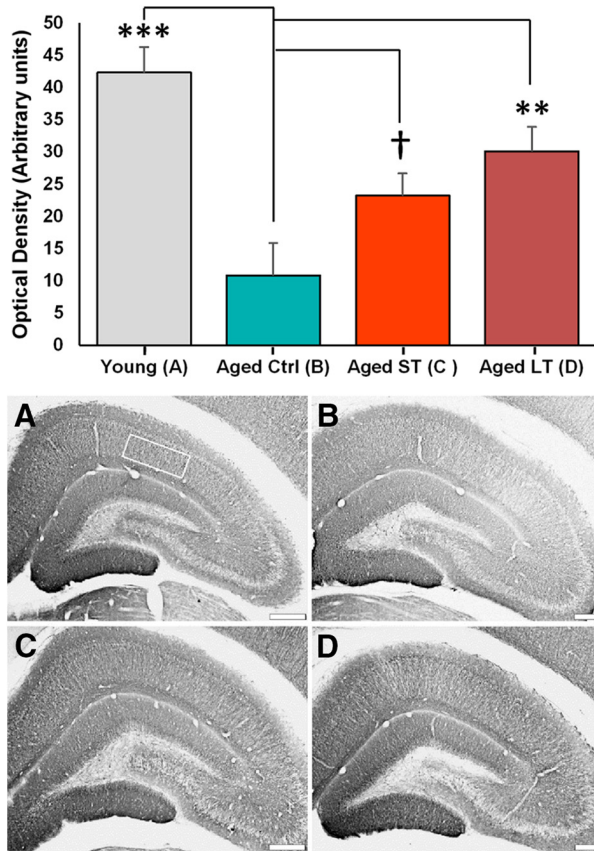 Optical Density (Arbitrary units)
50
45
40
35
30
25
20
15
10
5
0
***
†
**
Young (A)
Aged Ctrl (B)
Aged ST (C )
Aged LT (D)
A
B
C
D